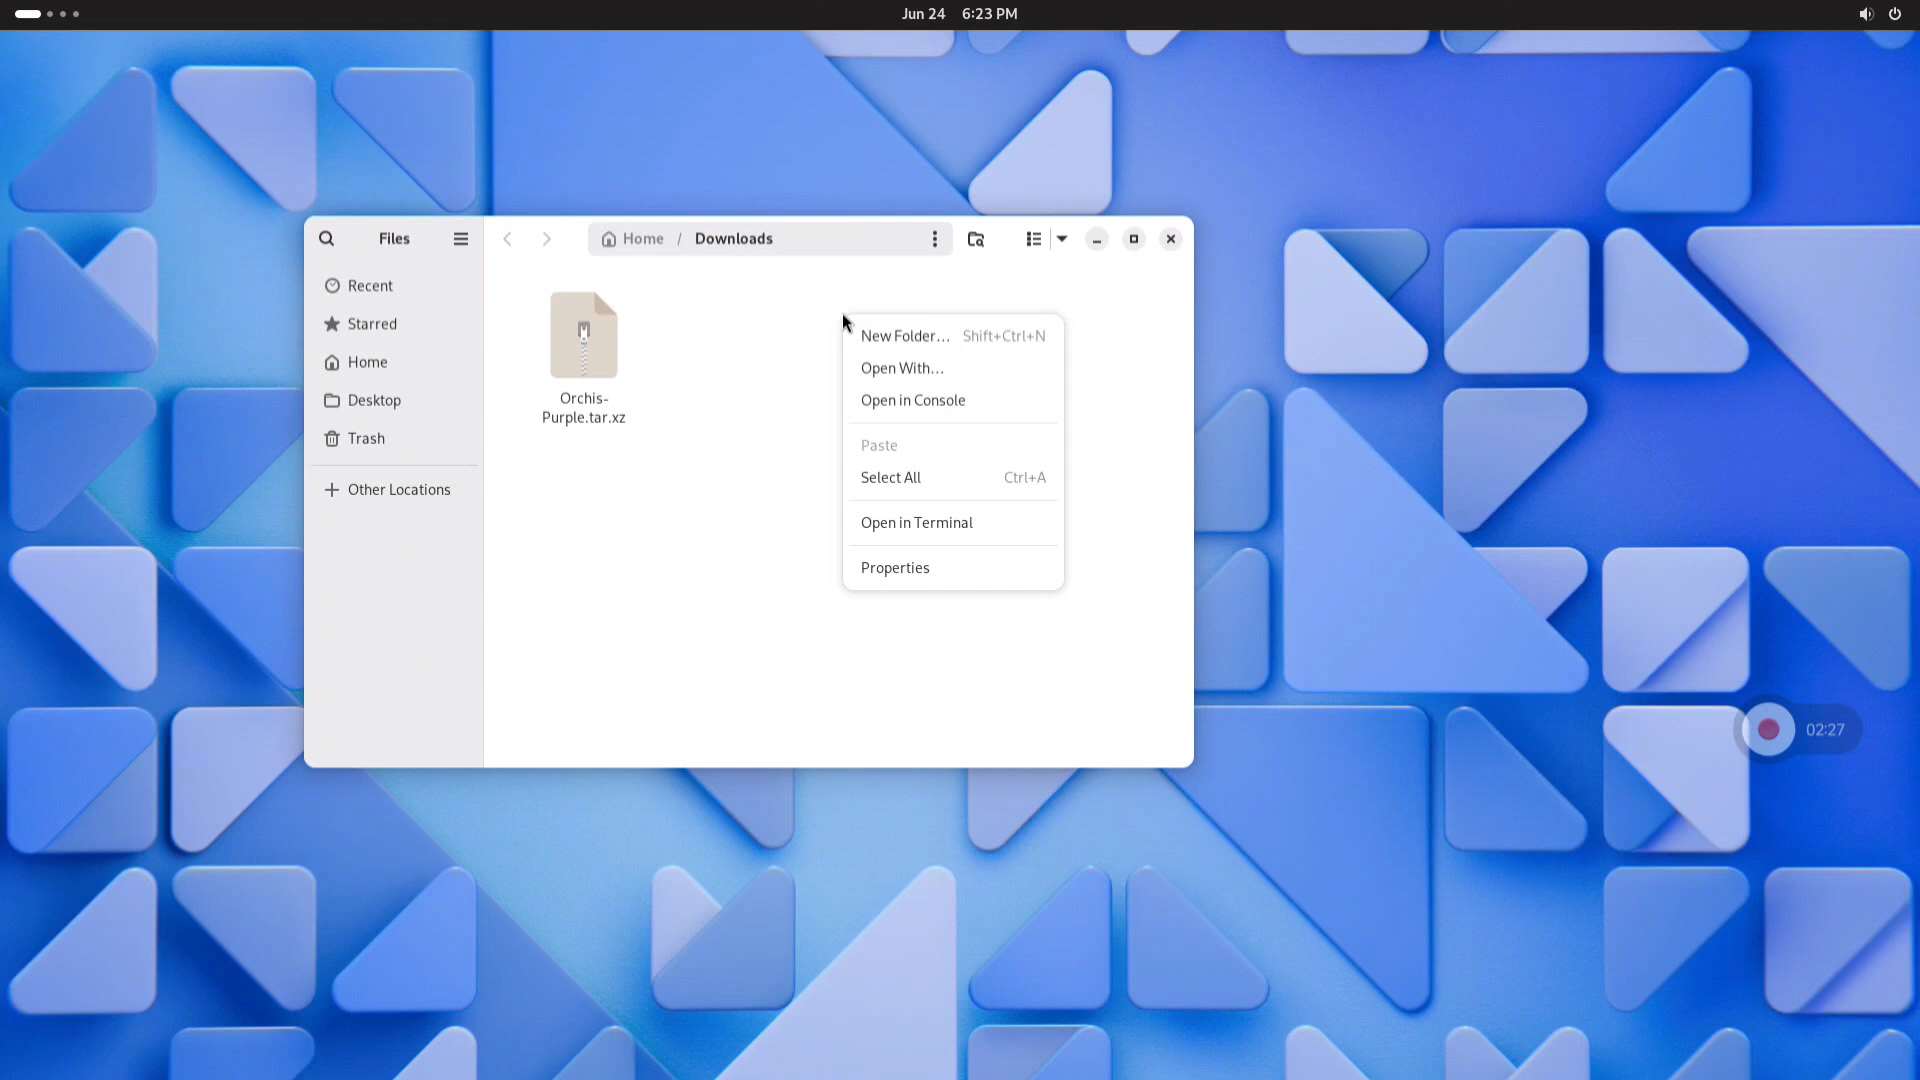 Jun 24 6:23 PM
Files
Home / Downloads
Recent
Starred
Home
Desktop
Trash
Other Locations
Orchis-
Purple.tar.xz
New Folder… Shift+Ctrl+N
Open With…
Open in Console
Paste
Select All Ctrl+A
Open in Terminal
Properties
02:27